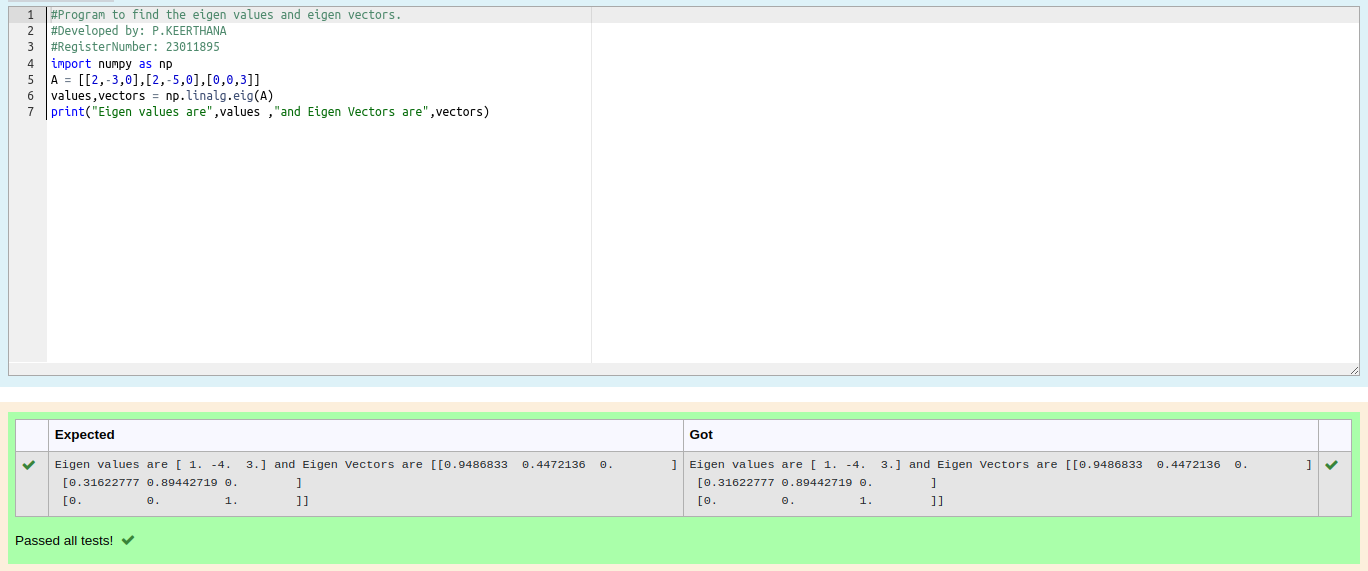 1 #Program to find the eigen values and eigen vectors.
2 #Developed by: P.KEERTHANA
3 #RegisterNumber: 23011895
4 import numpy as np
5 A = [[2,-3,0],[2,-5,0],[0,0,3]]
6 values,vectors = np.linalg.eig(A)
7 print("Eigen values are",values ,"and Eigen Vectors are",vectors)
Expected Got
Eigen values are [ 1. -4.  3.] and Eigen Vectors are [[0.9486833  0.4472136  0.        ] Eigen values are [ 1. -4.  3.] and Eigen Vectors are [[0.9486833  0.4472136  0.        ]
[0.31622777 0.89442719 0.        ] [0.31622777 0.89442719 0.        ]
[0.         0.         1.        ]] [0.         0.         1.        ]]
Passed all tests!